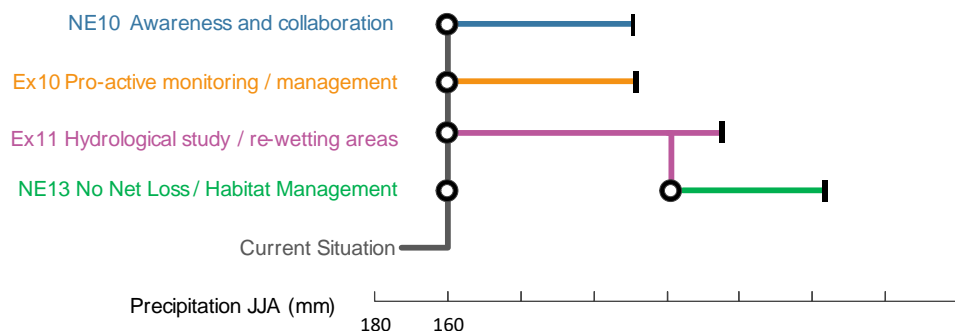 NE10 Awareness and collaboration
Ex10 Pro-active monitoring / management
Ex11 Hydrological study / re-wetting areas
NE13 No Net Loss / Habitat Management
Current Situation
Precipitation JJA (mm)
180 160